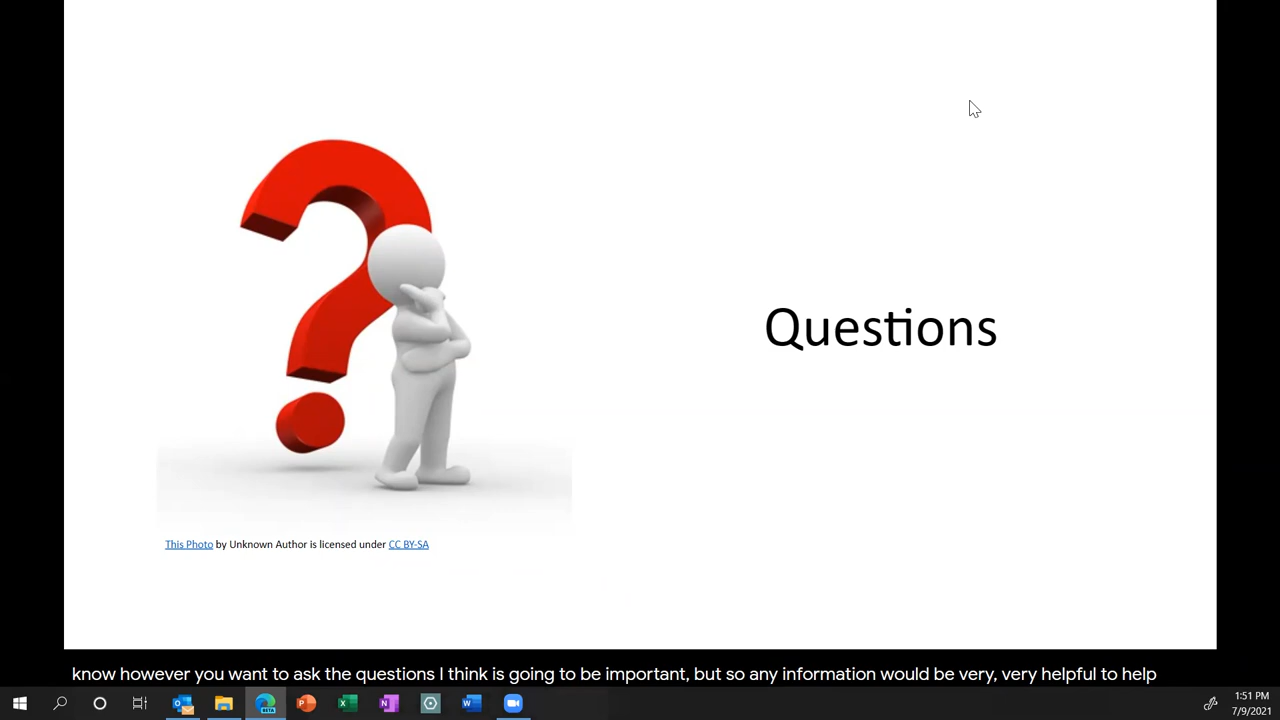 Questions
This Photo by Unknown Author is licensed under CC BY-SA
know however you want to ask the questions I think is going to be important, but so any information would be very, very helpful to help
1:51 PM
7/9/2021